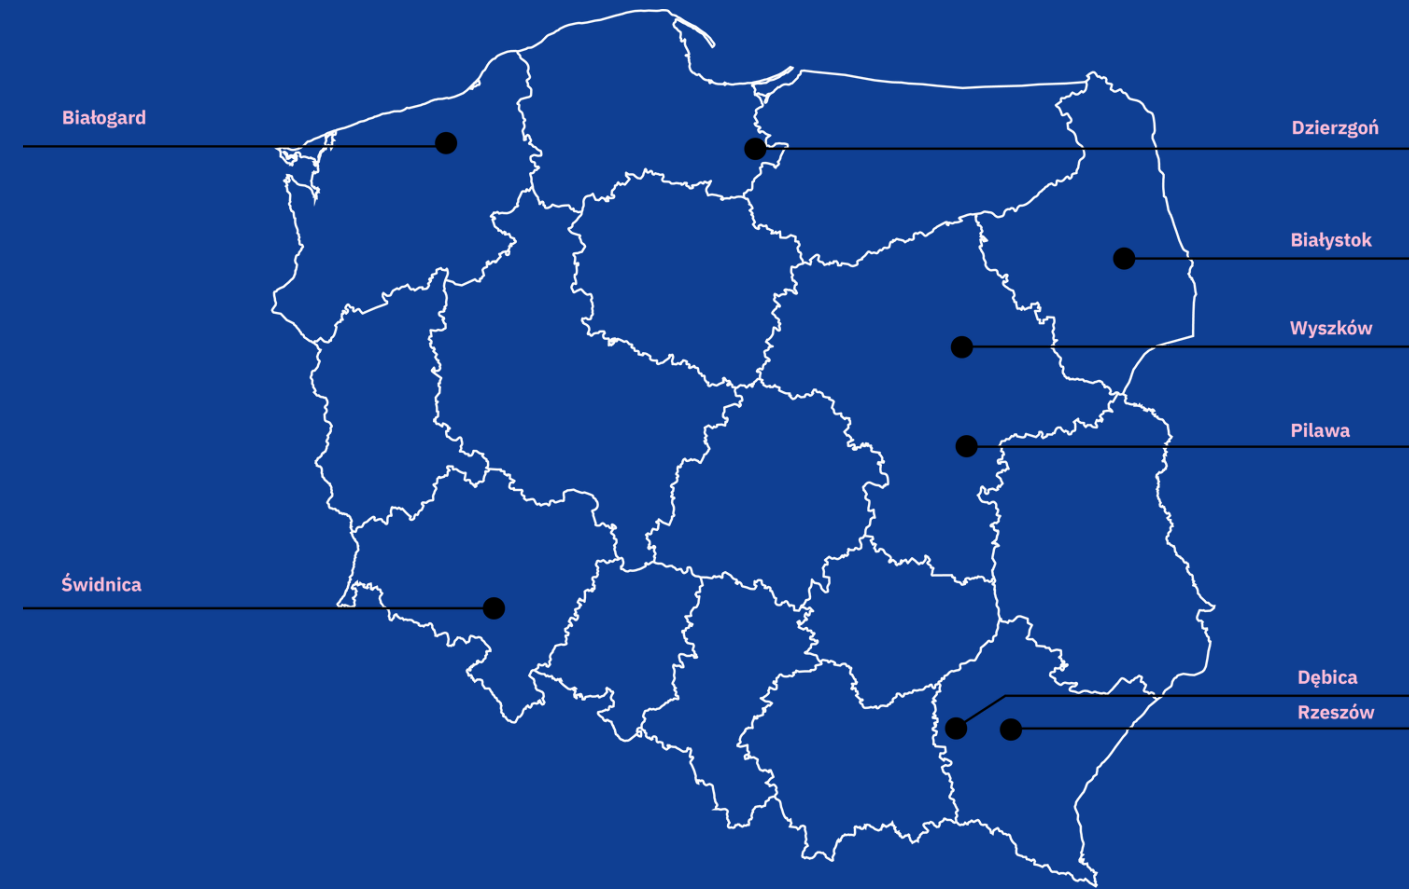 Białogard
Dzierzgoń
Białystok
Wyszków
Pilawa
Świdnica
Dębica
Rzeszów